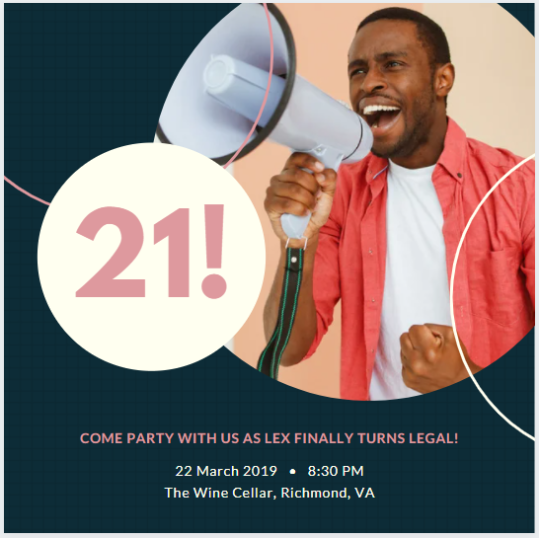 21!
COME PARTY WITH US AS LEX FINALLY TURNS LEGAL!
22 March 2019 • 8:30 PM
The Wine Cellar, Richmond, VA